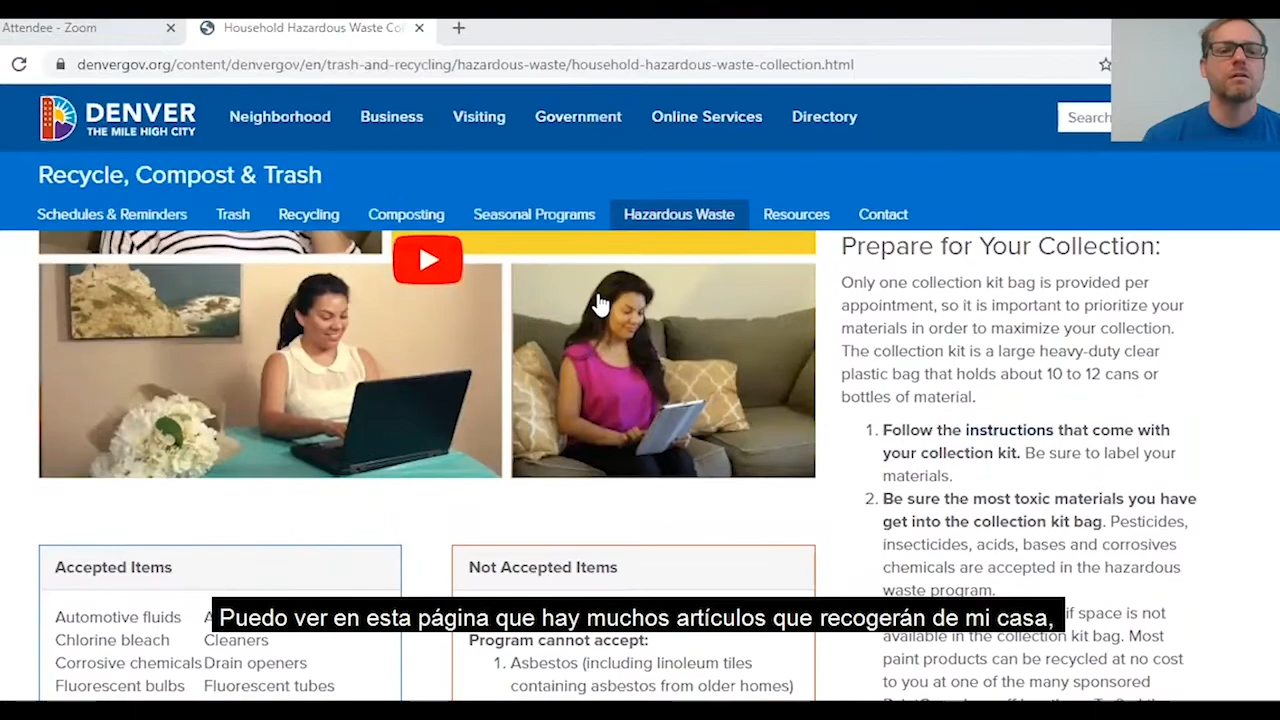 Attendee - Zoom
Household Hazardous Waste Co
denvergov.org/content/denvergov/en/trash-and-recycling/hazardous-waste/household-hazardous-waste-collection.html
DENVER
THE MILE HIGH CITY
Neighborhood Business Visiting Government Online Services Directory
Search
Recycle, Compost & Trash
Schedules & Reminders Trash Recycling Composting Seasonal Programs Hazardous Waste Resources Contact
Prepare for Your Collection:
Only one collection kit bag is provided per
appointment, so it is important to prioritize your
materials in order to maximize your collection.
The collection kit is a large heavy-duty clear
plastic bag that holds about 10 to 12 cans or
bottles of material.
1. Follow the instructions that come with
your collection kit. Be sure to label your
materials.
2. Be sure the most toxic materials you have
get into the collection kit bag. Pesticides,
insecticides, acids, bases and corrosives
chemicals are accepted in the hazardous
waste program.
if space is not
available in the collection kit bag. Most
paint products can be recycled at no cost
to you at one of the many sponsored
Accepted Items
Automotive fluids
Chlorine bleach Cleaners
Corrosive chemicals Drain openers
Fluorescent bulbs Fluorescent tubes
Not Accepted Items
Program cannot accept:
1. Asbestos (including linoleum tiles
containing asbestos from older homes)
Puedo ver en esta página que hay muchos artículos que recogerán de mi casa,